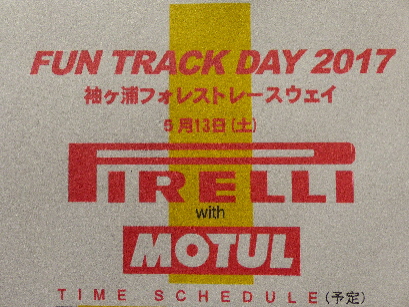 FUN TRACK DAY 2017
袖ヶ浦フォレストレースウェイ
5月13日(土)
PIRELLI
with
MOTUL
TIME SCHEDULE(予定)